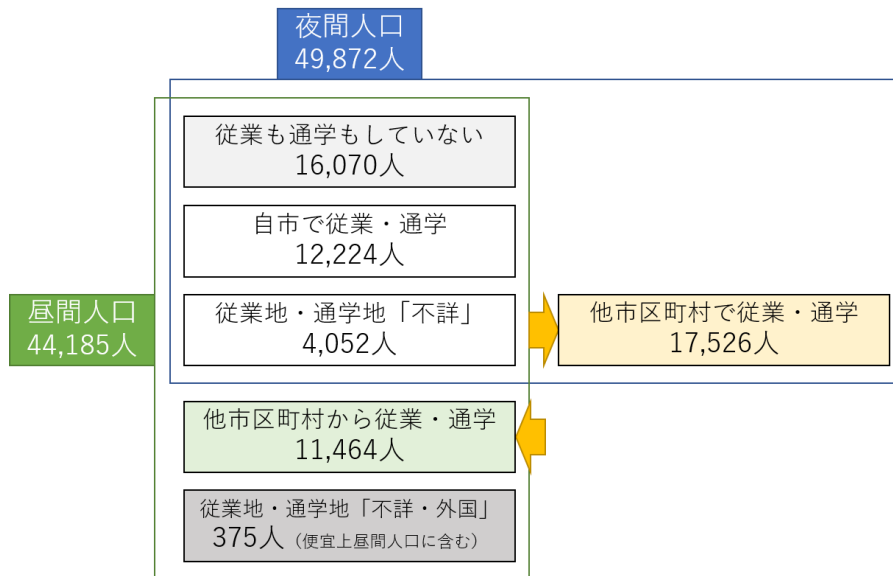 夜間人口
49,872人
従業も通学もしていない
16,070人
自市で従業・通学
12,224人
昼間人口
44,185人
従業地・通学地「不詳」
4,052人
他市区町村で従業・通学
17,526人
他市区町村から従業・通学
11,464人
従業地・通学地「不詳・外国」
375人（便宜上昼間人口に含む）